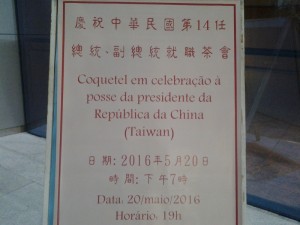 慶祝中華民國第14任
總統·副總統就職茶會
Coquetel em celebração à
posse da presidente da
República da China
(Taiwan)
日期:2016年5月20日
時間:下午7時
Data: 20/maio/2016
Horário: 19h